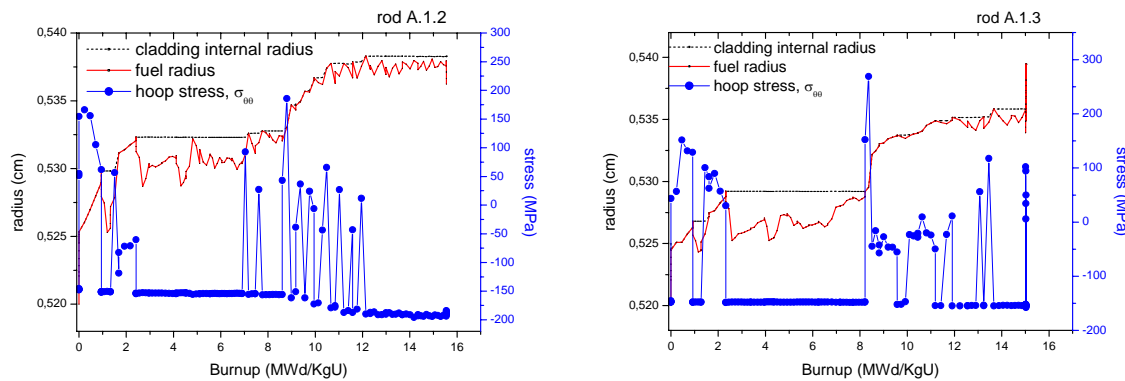 rod A.1.2
0,540
0,535
0,530
0,525
0,520
radius (cm)
cladding internal radius
fuel radius
hoop stress, σθθ
300
250
200
150
100
50
0
-50
-100
-150
-200
stress (MPa)
0 2 4 6 8 10 12 14 16
Burnup (MWd/KgU)
rod A.1.3
0,540
0,535
0,530
0,525
0,520
radius (cm)
cladding internal radius
fuel radius
hoop stress, σθθ
300
200
100
0
-100
-200
stress (MPa)
0 2 4 6 8 10 12 14 16
Burnup (MWd/KgU)